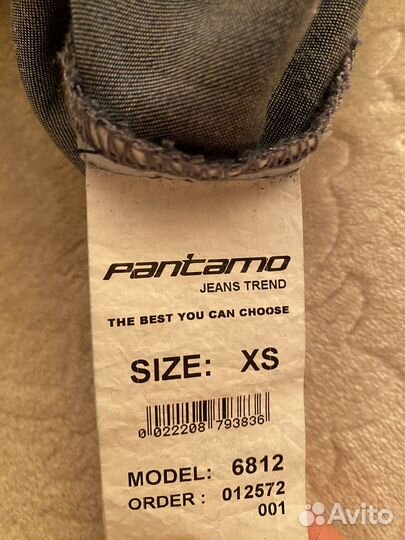 Pantamo
JEANS TREND
THE BEST YOU CAN CHOOSE
SIZE: XS
0 022208 793836
MODEL: 6812
ORDER : 012572
001
Avito